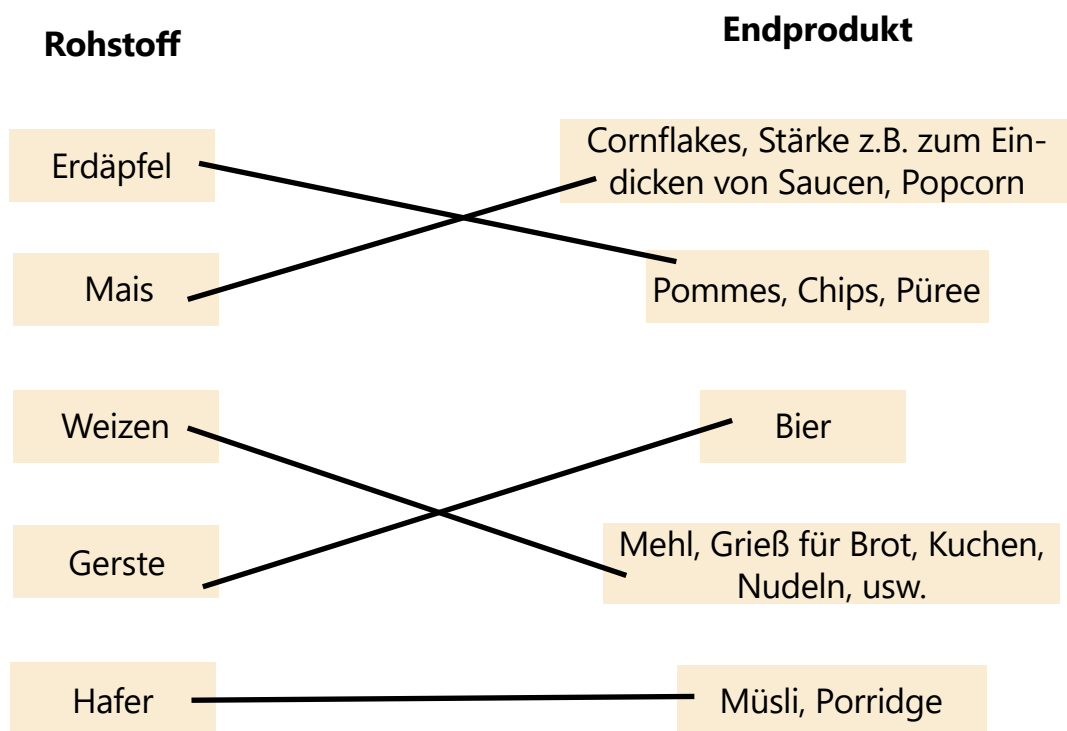 Rohstoff
Endprodukt
Erdäpfel
Cornflakes, Stärke z.B. zum Ein-
dicken von Saucen, Popcorn
Mais
Pommes, Chips, Püree
Weizen
Bier
Gerste
Mehl, Grieß für Brot, Kuchen,
Nudeln, usw.
Hafer
Müsli, Porridge